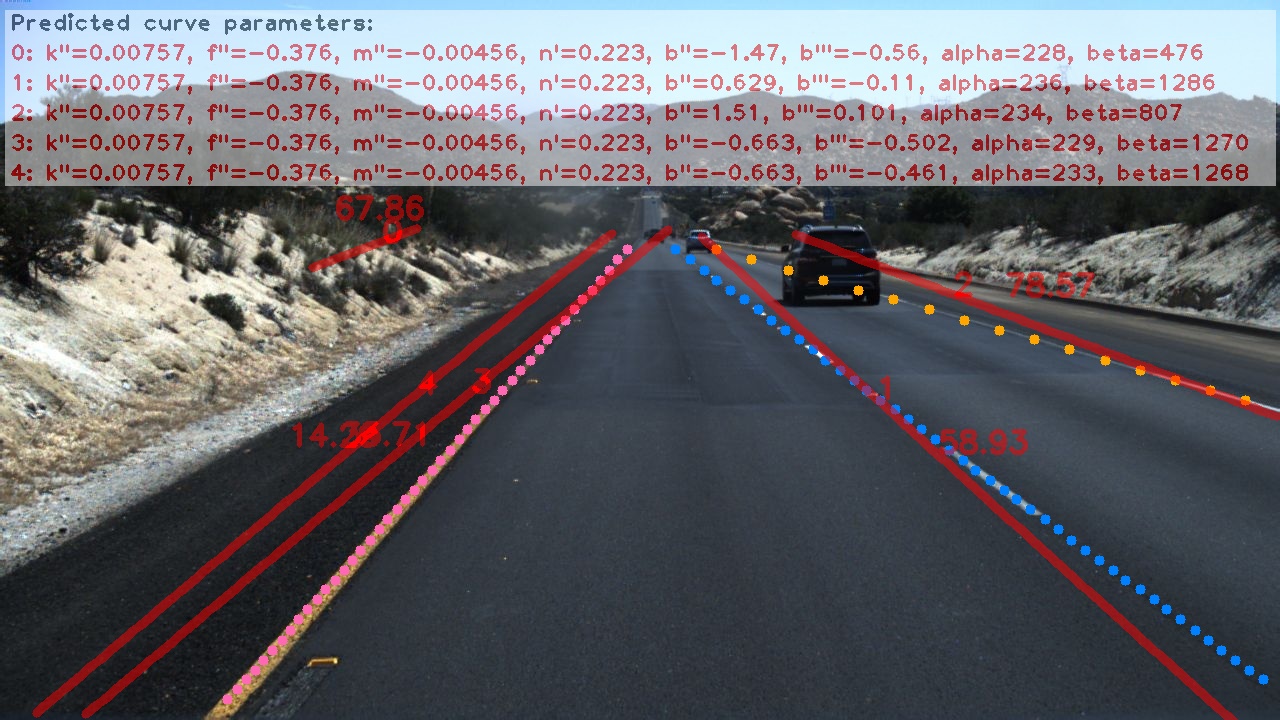 Predicted curve parameters:
0: k"=0.00757, f"=-0.376, m"=-0.00456, n'=0.223, b"=-1.47, b'''=-0.56, alpha=228, beta=476
1: k"=0.00757, f"=-0.376, m"=-0.00456, n'=0.223, b"=0.629, b'''=-0.11, alpha=236, beta=1286
2: k"=0.00757, f"=-0.376, m"=-0.00456, n'=0.223, b"=1.51, b'''=0.101, alpha=234, beta=807
3: k"=0.00757, f"=-0.376, m"=-0.00456, n'=0.223, b"=-0.663, b'''=-0.502, alpha=229, beta=1270
4: k"=0.00757, f"=-0.376, m"=-0.00456, n'=0.223, b"=-0.663, b'''=-0.461, alpha=233, beta=1268
67.86
0
2 78.57
4 3 1
58.93